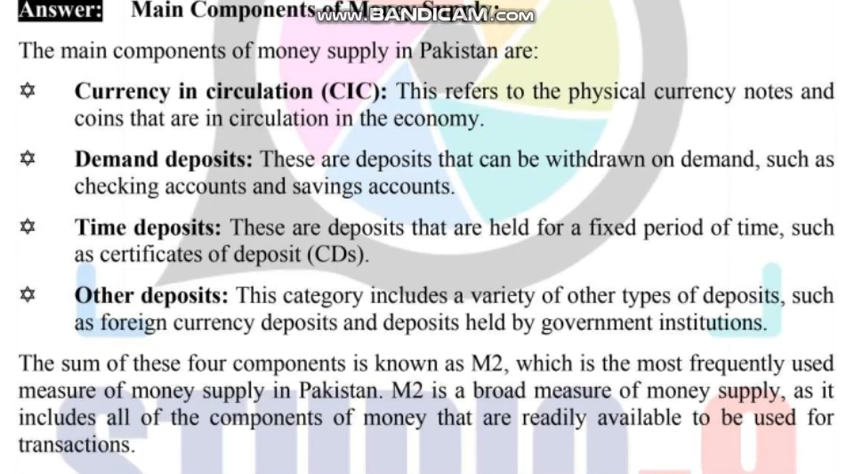 Answer: Main Components of Money Supply:
www.BANDICAM.com
The main components of money supply in Pakistan are:
Currency in circulation (CIC): This refers to the physical currency notes and
coins that are in circulation in the economy.
Demand deposits: These are deposits that can be withdrawn on demand, such as
checking accounts and savings accounts.
Time deposits: These are deposits that are held for a fixed period of time, such
as certificates of deposit (CDs).
Other deposits: This category includes a variety of other types of deposits, such
as foreign currency deposits and deposits held by government institutions.
The sum of these four components is known as M2, which is the most frequently used
measure of money supply in Pakistan. M2 is a broad measure of money supply, as it
includes all of the components of money that are readily available to be used for
transactions.
STUDIO.9